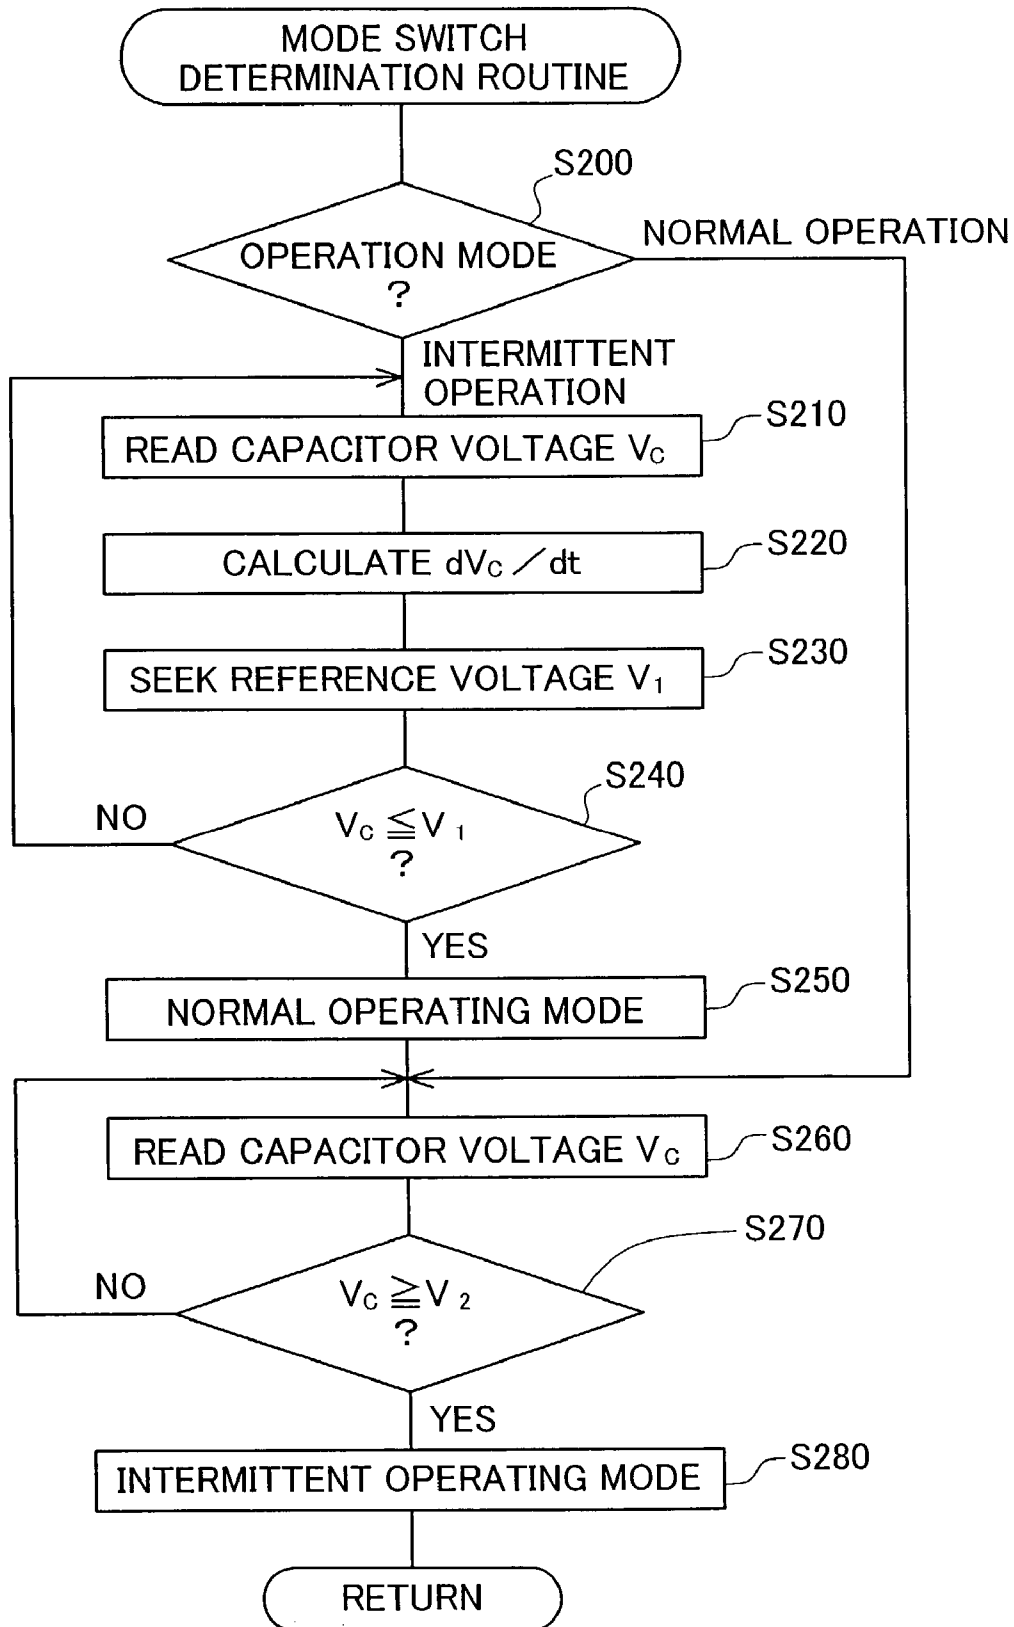 MODE SWITCH
DETERMINATION ROUTINE
S200
NORMAL OPERATION
OPERATION MODE
?
INTERMITTENT
OPERATION
S210
READ CAPACITOR VOLTAGE VC
S220
CALCULATE dVC／dt
S230
SEEK REFERENCE VOLTAGE V1
S240
NO
VC ≦ V1
?
YES
S250
NORMAL OPERATING MODE
S260
READ CAPACITOR VOLTAGE VC
S270
NO
VC ≧ V2
?
YES
S280
INTERMITTENT OPERATING MODE
RETURN